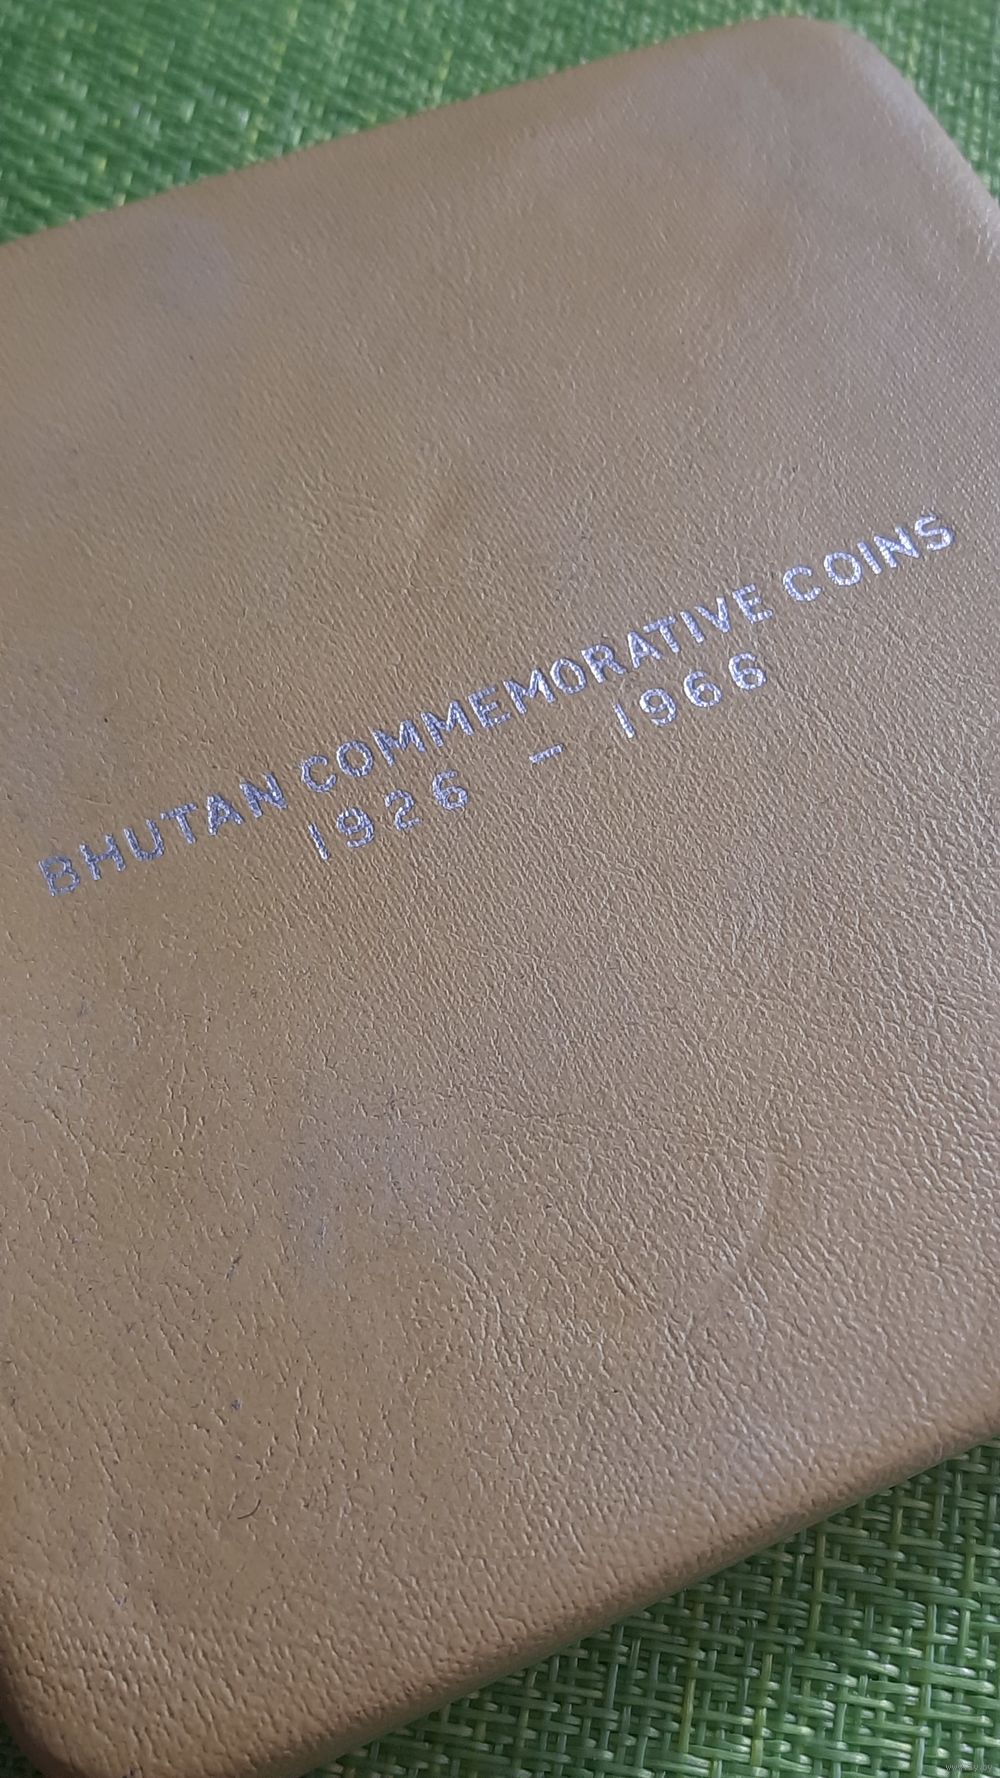 BHUTAN COMMEMORATIVE COINS
1926 - 1966